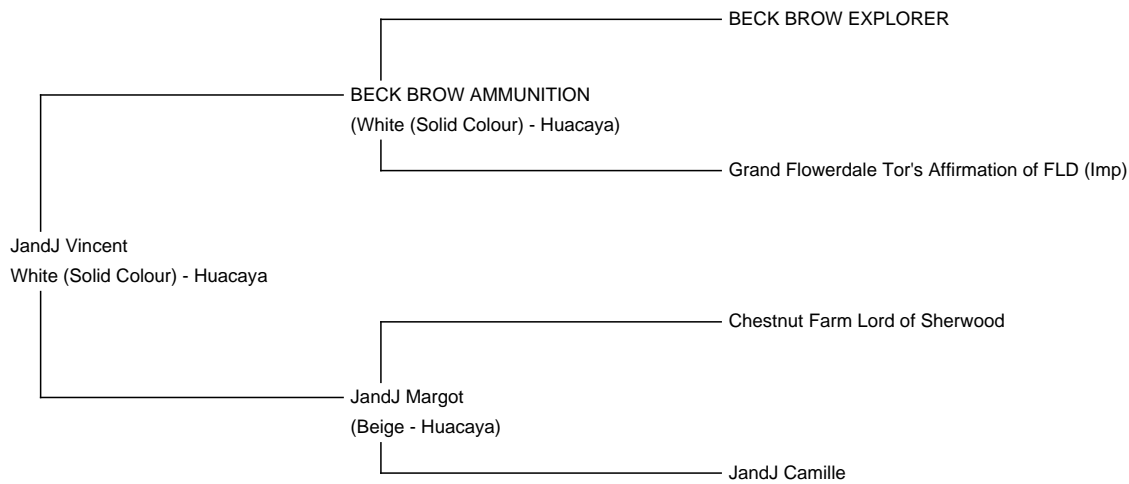 BECK BROW EXPLORER
BECK BROW AMMUNITION
(White (Solid Colour) - Huacaya)
Grand Flowerdale Tor's Affirmation of FLD (Imp)
JandJ Vincent
White (Solid Colour) - Huacaya
Chestnut Farm Lord of Sherwood
JandJ Margot
(Beige - Huacaya)
JandJ Camille